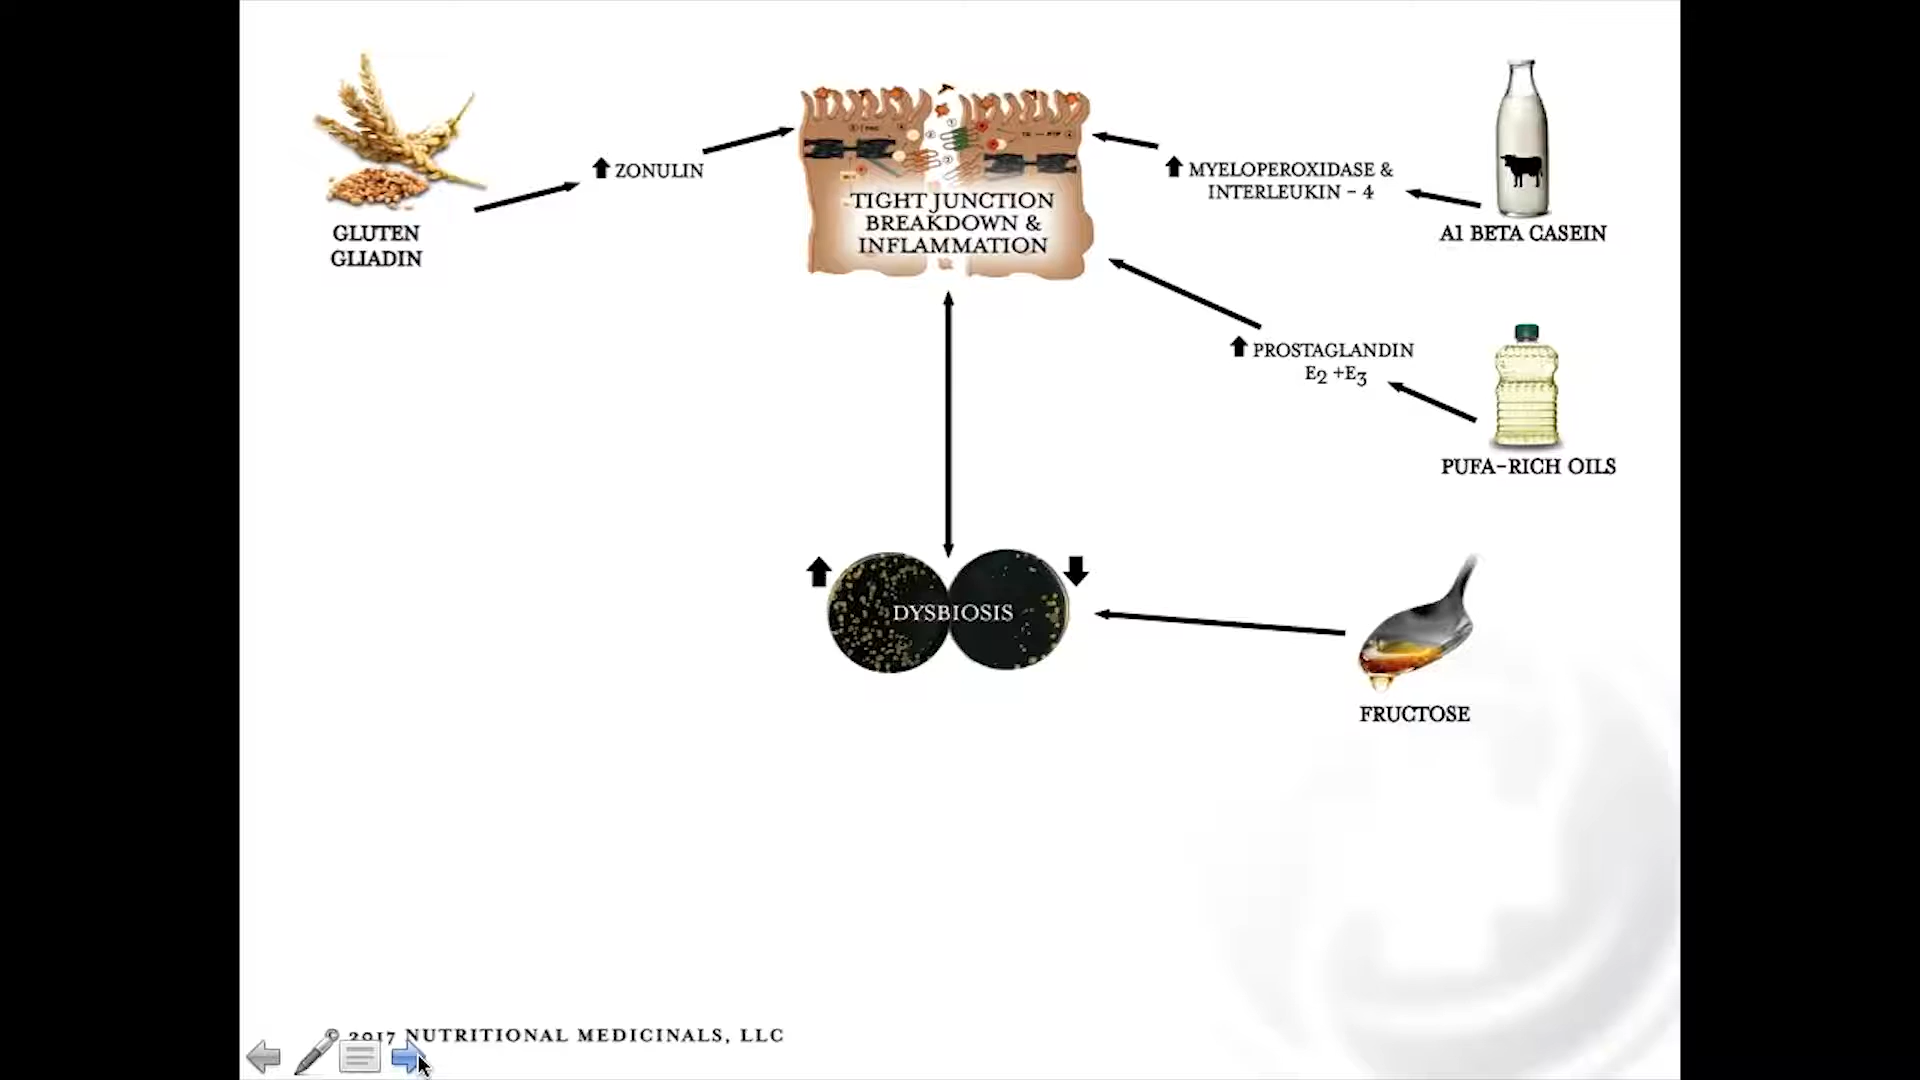 GLUTEN
GLIADIN
ZONULIN
TIGHT JUNCTION
BREAKDOWN &
INFLAMMATION
MYELOPEROXIDASE &
INTERLEUKIN - 4
A1 BETA CASEIN
PROSTAGLANDIN
E2 +E3
PUFA-RICH OILS
DYSBIOSIS
FRUCTOSE
© 2017 NUTRITIONAL MEDICINALS, LLC